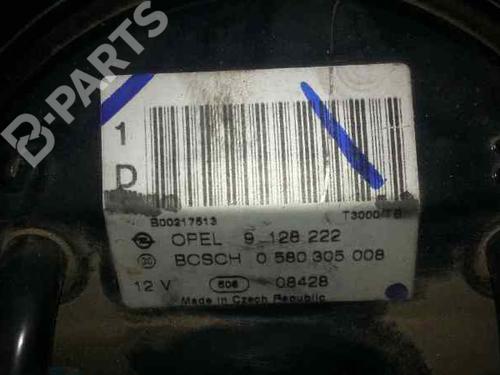 B-PARTS
1
D
B00217513 T3000/TB
OPEL 9 128 222
BOSCH 0 580 305 008
12 V 606 08428
Made in Czech Republic